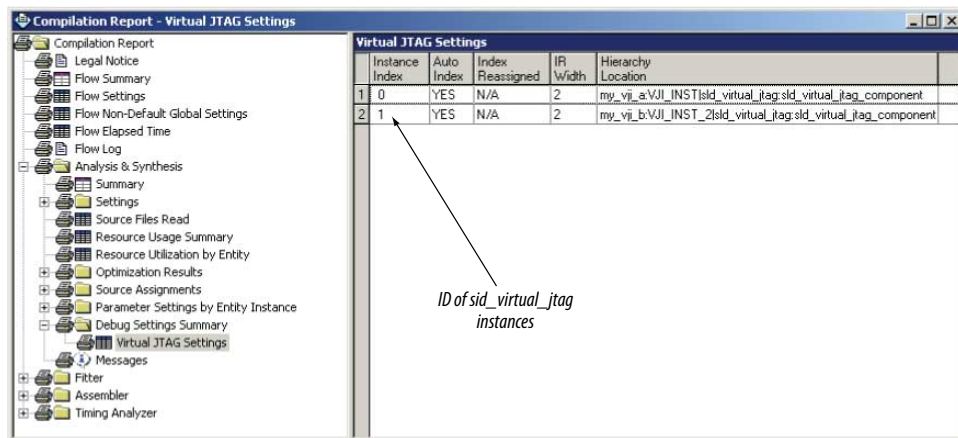 Compilation Report - Virtual JTAG Settings
Compilation Report
Legal Notice
Flow Summary
Flow Settings
Flow Non-Default Global Settings
Flow Elapsed Time
Flow Log
Analysis & Synthesis
Summary
Settings
Source Files Read
Resource Usage Summary
Resource Utilization by Entity
Optimization Results
Source Assignments
Parameter Settings by Entity Instance
Debug Settings Summary
Virtual JTAG Settings
Messages
Fitter
Assembler
Timing Analyzer
Virtual JTAG Settings
Instance Index Auto Index Index Reassigned IR Width Hierarchy Location
1 0 YES N/A 2 my_vji_a:VJI_INST|sld_virtual_jtag:sld_virtual_jtag_component
2 1 YES N/A 2 my_vji_b:VJI_INST_2|sld_virtual_jtag:sld_virtual_jtag_component
ID of sid_virtual_jtag
instances